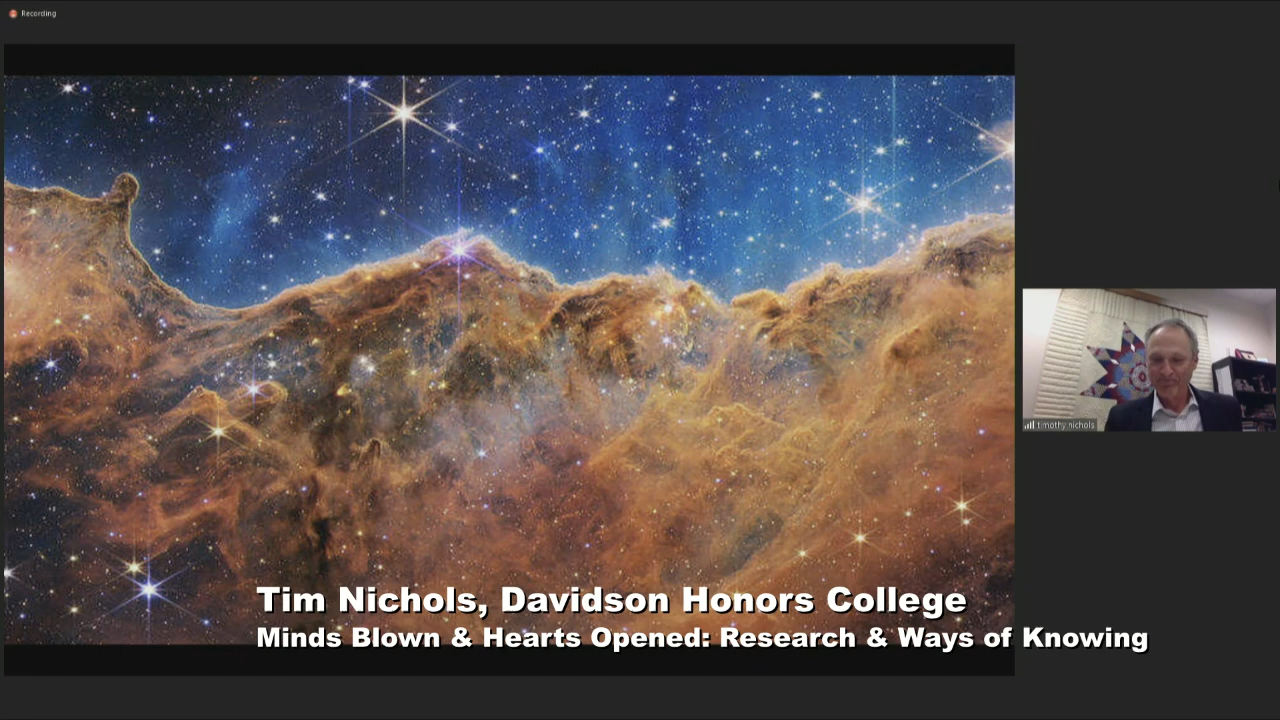 Recording
timothy.nichols
Tim Nichols, Davidson Honors College
Minds Blown & Hearts Opened: Research & Ways of Knowing